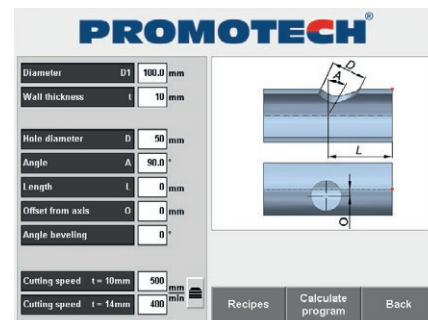 PROMOTECH®
Diameter D1 100.0 mm
Wall thickness t 10 mm
Hole diameter D 50 mm
Angle A 90.0 °
Length L 0 mm
Offset from axis O 0 mm
Angle beveling 0 °
Cutting speed t = 10mm 500
mm
min
Cutting speed t = 14mm 400
D
A
L
O
Recipes
Calculate
program
Back